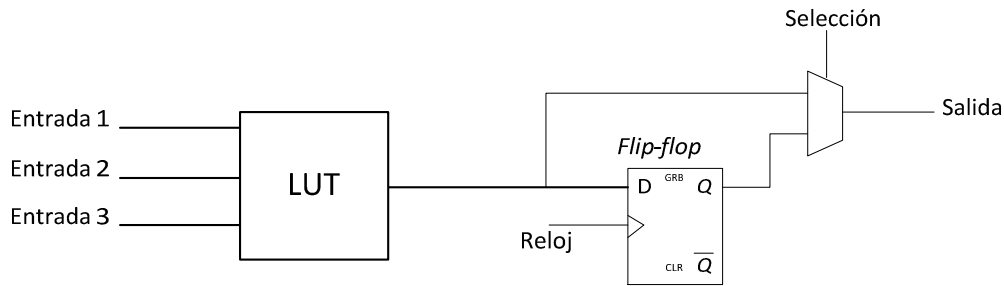 Selección
Entrada 1
Salida
Flip-flop
Entrada 2
LUT
D
GRB
Q
Entrada 3
Reloj
CLR
Q